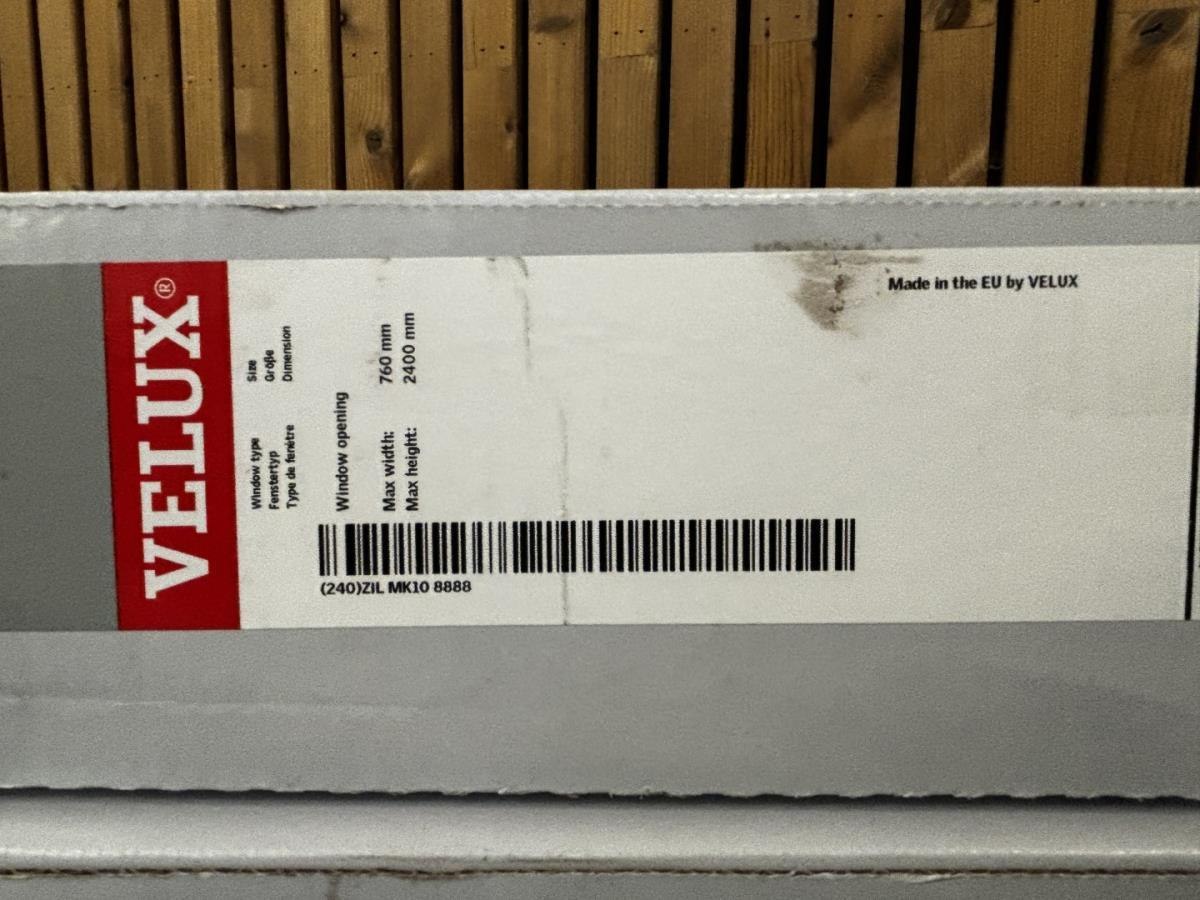 VELUX®
Window type Size
Fenstertyp Größe
Type de fenêtre Dimension
Window opening
Max width: 760 mm
Max height: 2400 mm
(240)ZIL MK10 8888
Made in the EU by VELUX